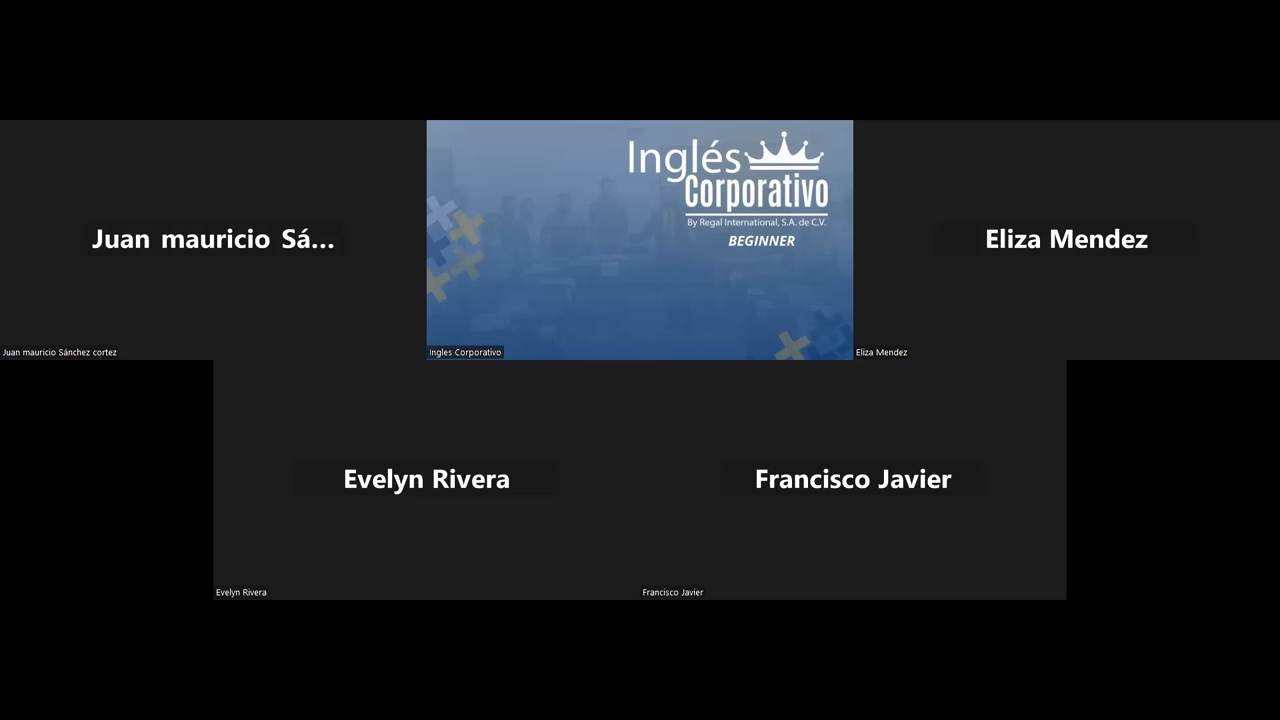 Juan mauricio Sá...
Juan mauricio Sánchez cortez
Inglés
Corporativo
By Regal International, S.A. de C.V.
BEGINNER
Ingles Corporativo
Eliza Mendez
Eliza Mendez
Evelyn Rivera
Evelyn Rivera
Francisco Javier
Francisco Javier